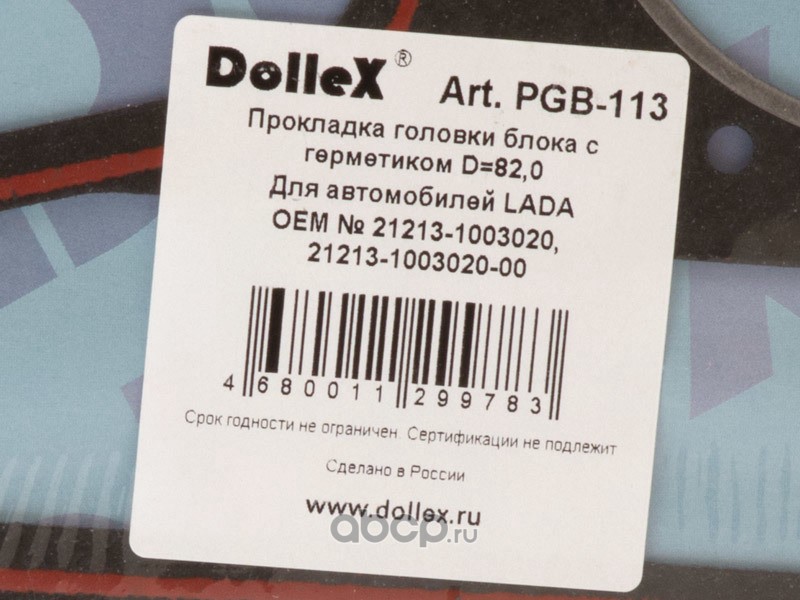 DolleX® Art. PGB-113
Прокладка головки блока с
герметиком D=82,0
Для автомобилей LADA
OEM № 21213-1003020,
21213-1003020-00
4 680011 299783
Срок годности не ограничен. Сертификации не подлежит
Сделано в России
www.dollex.ru
abcp.ru